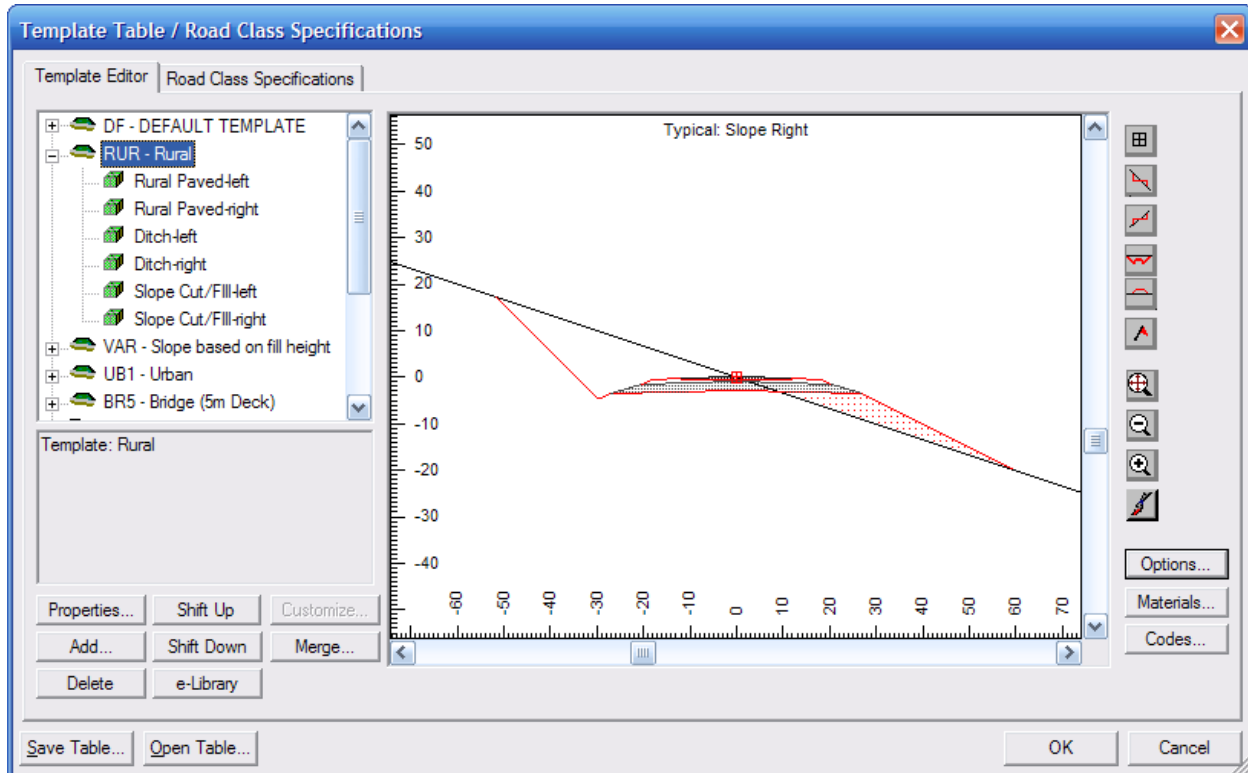 Template Table / Road Class Specifications
Template Editor
Road Class Specifications
DF - DEFAULT TEMPLATE
RUR - Rural
Rural Paved-left
Rural Paved-right
Ditch-left
Ditch-right
Slope Cut/FIll-left
Slope Cut/FIll-right
VAR - Slope based on fill height
UB1 - Urban
BR5 - Bridge (5m Deck)
Template: Rural
Properties...
Shift Up
Customize...
Add...
Shift Down
Merge...
Delete
e-Library
Typical: Slope Right
50
40
30
20
10
0
-10
-20
-30
-40
-60
-50
-40
-30
-20
-10
0
10
20
30
40
50
60
70
Options...
Materials...
Codes...
Save Table...
Open Table...
OK
Cancel